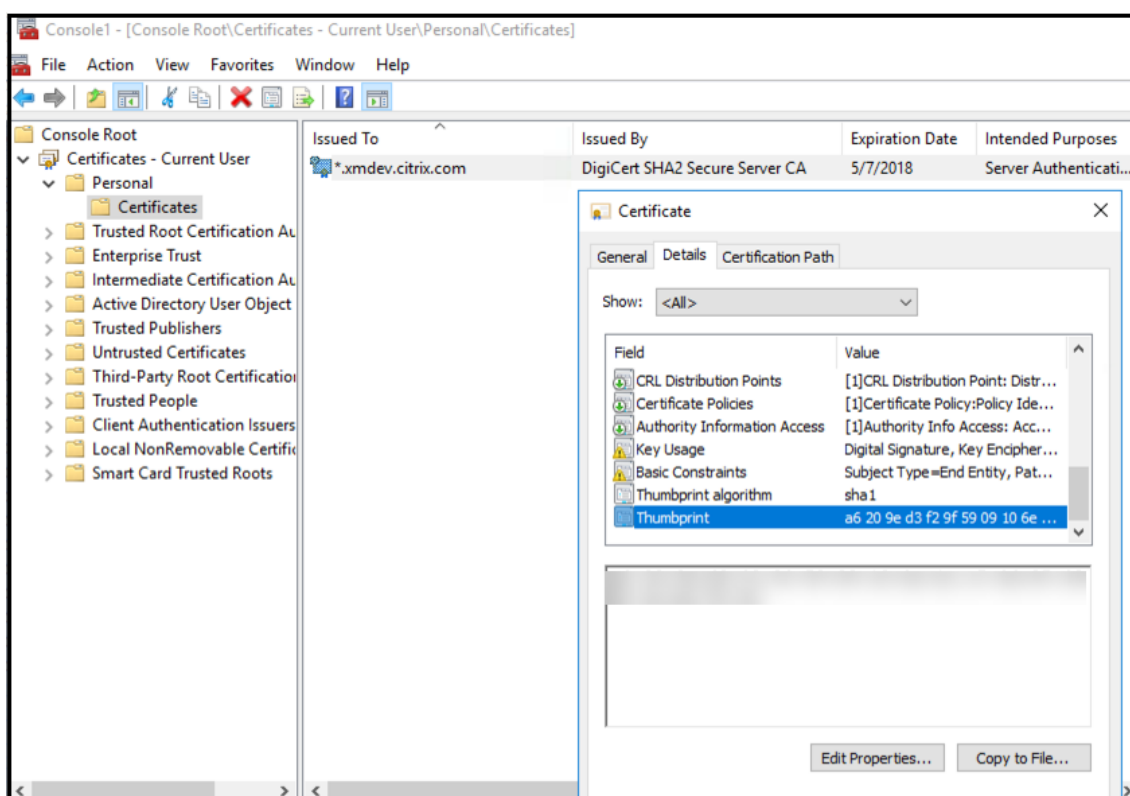 Console1 - [Console Root\Certificates - Current User\Personal\Certificates]
File Action View Favorites Window Help
Console Root
Certificates - Current User
Personal
Certificates
Trusted Root Certification Au
Enterprise Trust
Intermediate Certification Au
Active Directory User Object
Trusted Publishers
Untrusted Certificates
Third-Party Root Certification
Trusted People
Client Authentication Issuers
Local NonRemovable Certific
Smart Card Trusted Roots
Issued To Issued By Expiration Date Intended Purposes
*.xmdev.citrix.com DigiCert SHA2 Secure Server CA 5/7/2018 Server Authenticati...
Certificate
General Details Certification Path
Show: <All>
Field Value
CRL Distribution Points [1]CRL Distribution Point: Distr...
Certificate Policies [1]Certificate Policy:Policy Ide...
Authority Information Access [1]Authority Info Access: Acc...
Key Usage Digital Signature, Key Encipher...
Basic Constraints Subject Type=End Entity, Pat...
Thumbprint algorithm sha1
Thumbprint a6 20 9e d3 f2 9f 59 09 10 6e ...
Edit Properties... Copy to File...